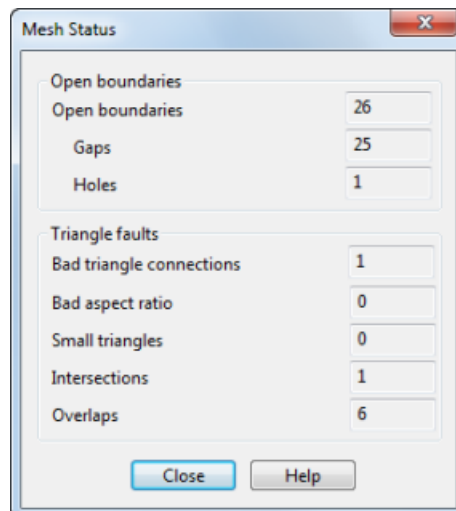 Mesh Status
Open boundaries
Open boundaries 26
Gaps 25
Holes 1
Triangle faults
Bad triangle connections 1
Bad aspect ratio 0
Small triangles 0
Intersections 1
Overlaps 6
Close Help